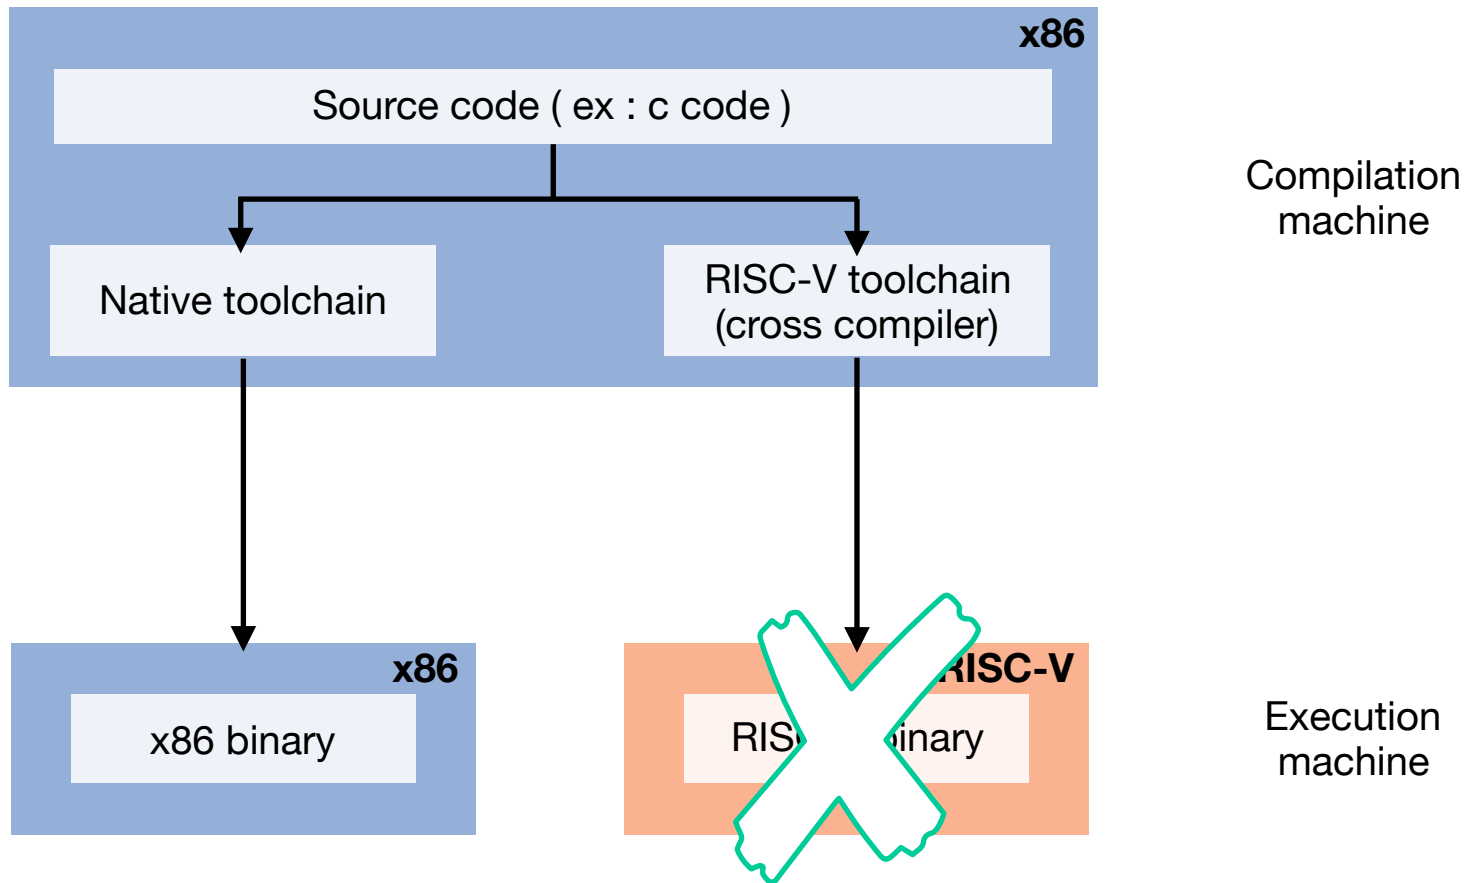 x86
Source code ( ex : c code )
Compilation
machine
Native toolchain
RISC-V toolchain
(cross compiler)
x86
RISC-V
x86 binary
Execution
machine